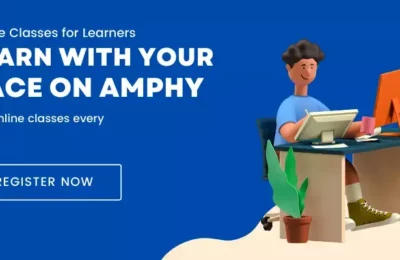 e Classes for Learners
ARN WITH YOUR
ACE ON AMPHY
nline classes every
REGISTER NOW